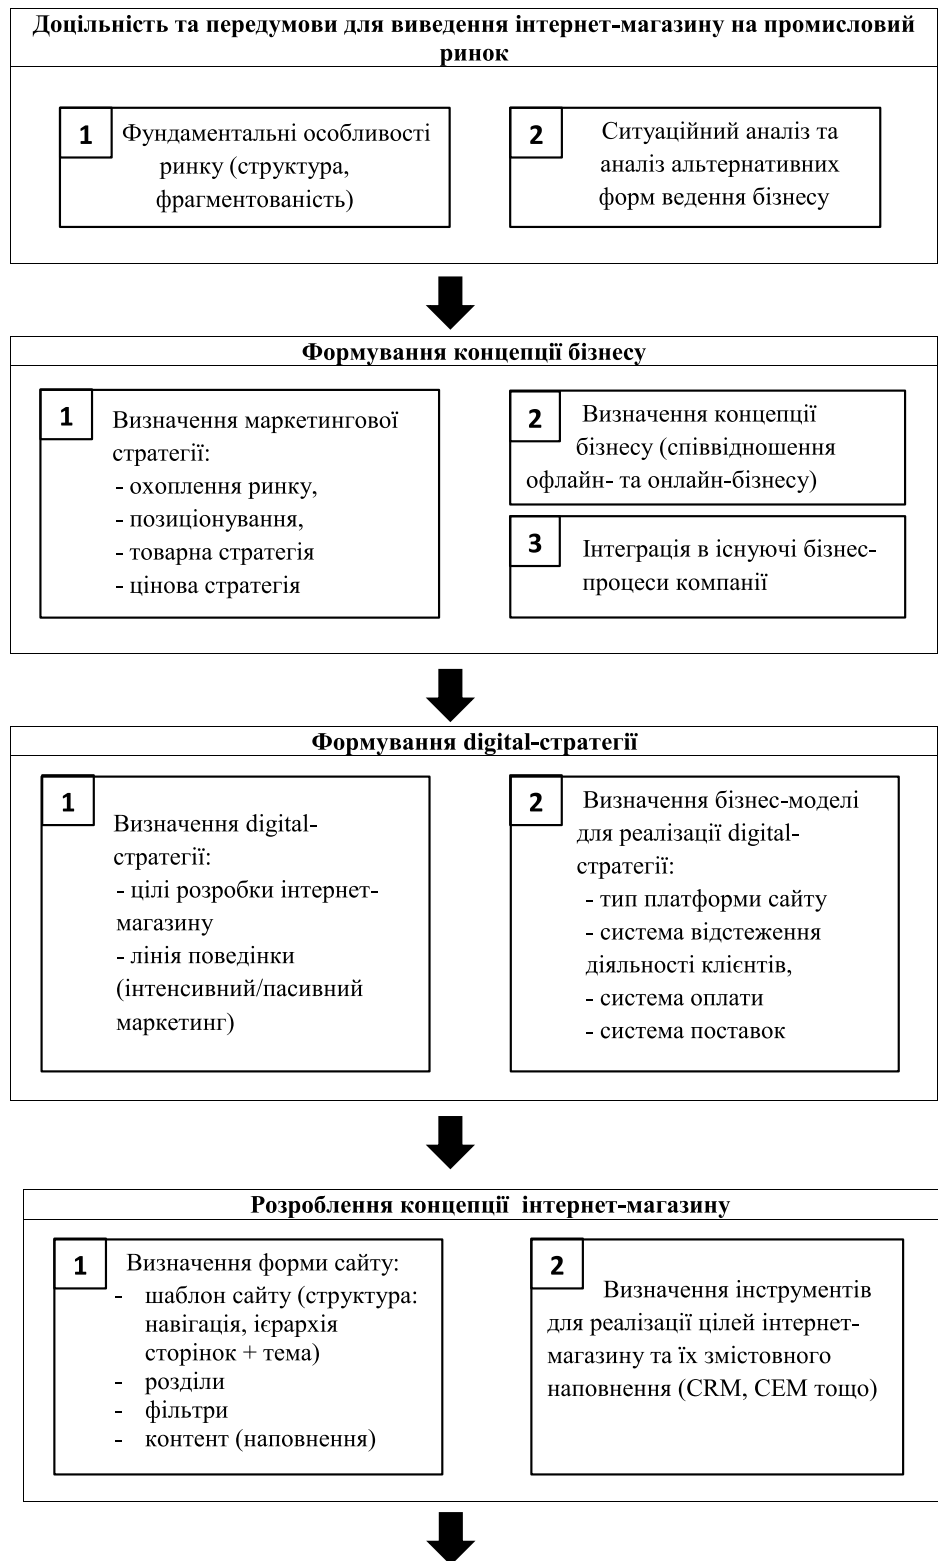 Доцільність та передумови для виведення інтернет-магазину на промисловий
ринок
1
Фундаментальні особливості
ринку (структура,
фрагментованість)
2
Ситуаційний аналіз та
аналіз альтернативних
форм ведення бізнесу
Формування концепції бізнесу
1
Визначення маркетингової
стратегії:
- охоплення ринку,
- позиціонування,
- товарна стратегія
- цінова стратегія
2
Визначення концепції
бізнесу (співвідношення
офлайн- та онлайн-бізнесу)
3
Інтеграція в існуючі бізнес-
процеси компанії
Формування digital-стратегії
1
Визначення digital-
стратегії:
- цілі розробки інтернет-
магазину
- лінія поведінки
(інтенсивний/пасивний
маркетинг)
2
Визначення бізнес-моделі
для реалізації digital-
стратегії:
- тип платформи сайту
- система відстеження
діяльності клієнтів,
- система оплати
- система поставок
Розроблення концепції  інтернет-магазину
1
Визначення форми сайту:
- шаблон сайту (структура:
навігація, ієрархія
сторінок + тема)
- розділи
- фільтри
- контент (наповнення)
2
Визначення інструментів
для реалізації цілей інтернет-
магазину та їх змістовного
наповнення (CRM, CEM тощо)